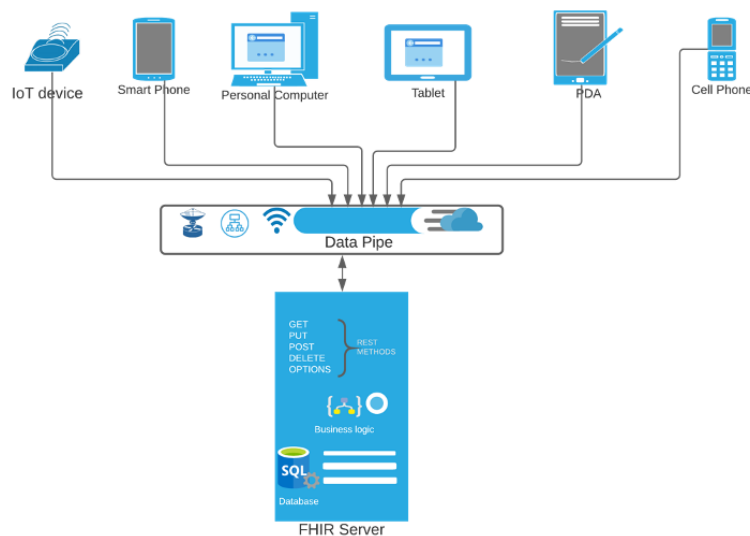 IoT device
Smart Phone
Personal Computer
Tablet
PDA
Cell Phone
Data Pipe
GET
PUT
POST
DELETE
OPTIONS
REST
METHODS
Business logic
SQL
Database
FHIR Server